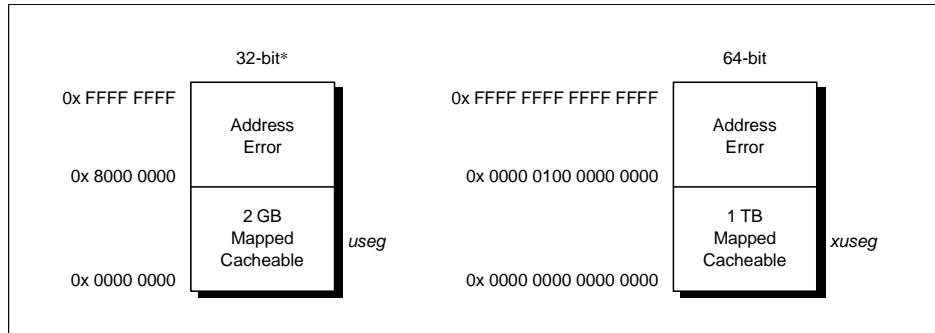 32-bit*
0x FFFF FFFF
Address
Error
0x 8000 0000
2 GB
Mapped
Cacheable
useg
0x 0000 0000
64-bit
0x FFFF FFFF FFFF FFFF
Address
Error
0x 0000 0100 0000 0000
1 TB
Mapped
Cacheable
xuseg
0x 0000 0000 0000 0000